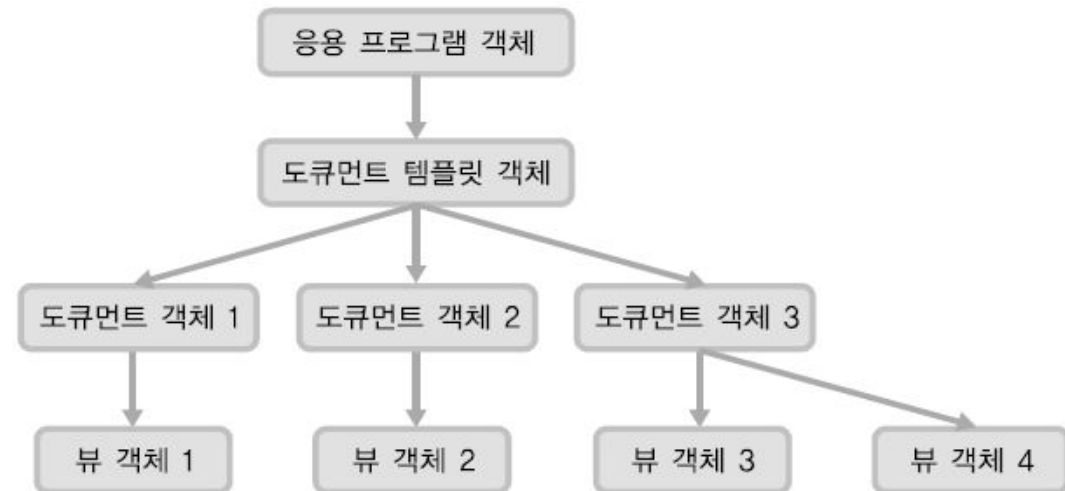 응용 프로그램 객체
도큐먼트 템플릿 객체
도큐먼트 객체 1
도큐먼트 객체 2
도큐먼트 객체 3
뷰 객체 1
뷰 객체 2
뷰 객체 3
뷰 객체 4